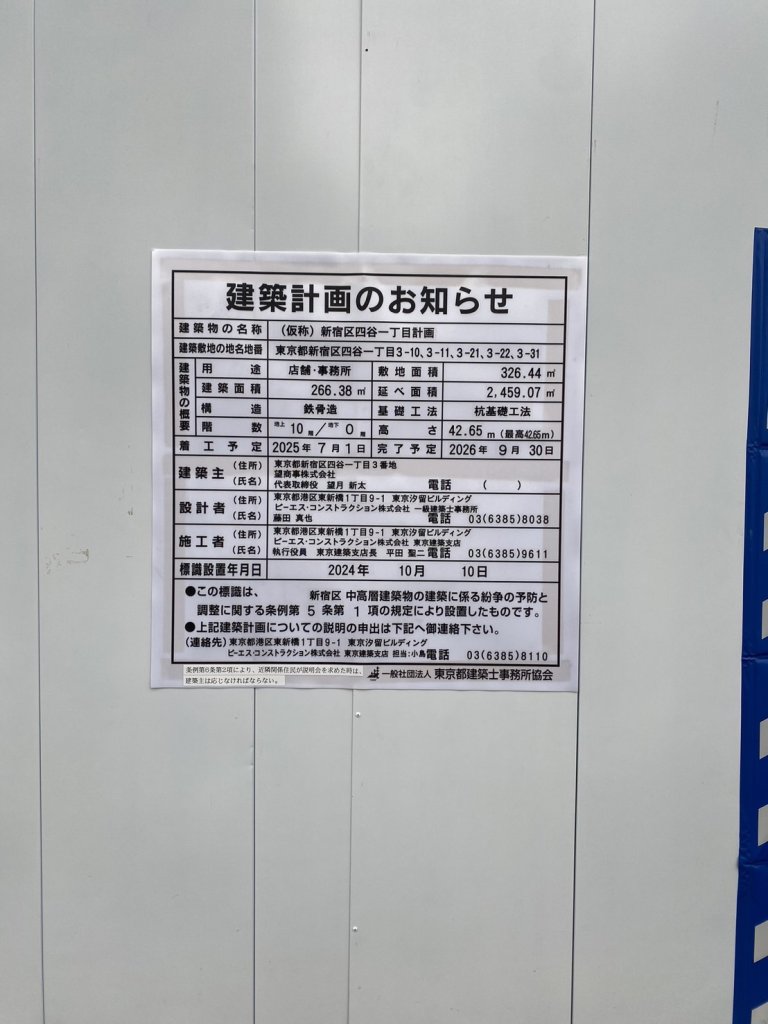 建築計画のお知らせ
建築物の名称 (仮称)新宿区四谷一丁目計画
建築敷地の地名地番 東京都新宿区四谷一丁目3-10、3-11、3-21、3-22、3-31
建築物の概要
用途 店舗・事務所 敷地面積 326.44 ㎡
建築面積 266.38 ㎡ 延べ面積 2,459.07 ㎡
構造 鉄骨造 基礎工法 杭基礎工法
階数 地上 10 階/地下 0 階 高さ 42.65 m (最高42.65m)
着工予定 2025年 7月 1日 完了予定 2026年 9月 30日
建築主 (住所) 東京都新宿区四谷一丁目3番地
望商事株式会社
(氏名) 代表取締役 望月 新太 電話 ( )
設計者 (住所) 東京都港区東新橋1丁目9-1 東京汐留ビルディング
ピーエス・コンストラクション株式会社 一級建築士事務所
(氏名) 藤田 真也 電話 03(6385)8038
施工者 (住所) 東京都港区東新橋1丁目9-1 東京汐留ビルディング
ピーエス・コンストラクション株式会社 東京建築支店
(氏名) 執行役員 東京建築支店長 平田 聖二 電話 03(6385)9611
標識設置年月日 2024年 10月 10日
●この標識は、 新宿区 中高層建築物の建築に係る紛争の予防と
調整に関する条例第 5 条第 1 項の規定により設置したものです。
●上記建築計画についての説明の申出は下記へ御連絡下さい。
(連絡先) 東京都港区東新橋1丁目9-1 東京汐留ビルディング
ピーエス・コンストラクション株式会社 東京建築支店 担当:小島 電話 03(6385)8110
条例第6条第2項により、近隣関係住民が説明会を求めた時は、
建築主は応じなければならない。
一般社団法人 東京都建築士事務所協会